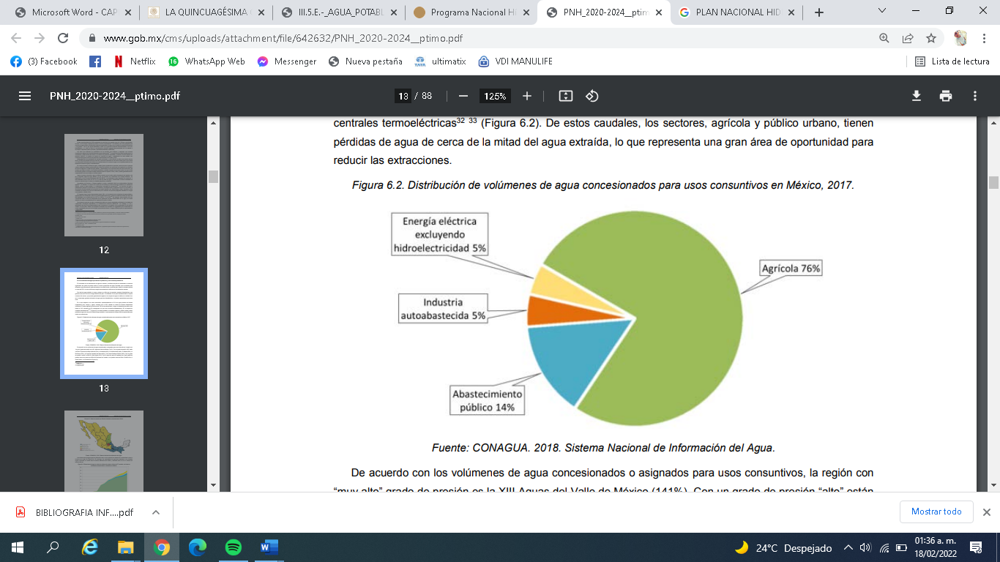 Microsoft Word - CAP
LA QUINCUAGÉSIMA
III.5.E.-_AGUA_POTABL
Programa Nacional Hi
PNH_2020-2024__ptim
PLAN NACIONAL HID
www.gob.mx/cms/uploads/attachment/file/642632/PNH_2020-2024__ptimo.pdf
(3) Facebook
Netflix
16
WhatsApp Web
Messenger
Nueva pestaña
TATA
ultimatix
VDI MANULIFE
Lista de lectura
PNH_2020-2024__ptimo.pdf
13 / 88
125%
12
13
centrales termoeléctricas32 33 (Figura 6.2). De estos caudales, los sectores, agrícola y público urbano, tienen
pérdidas de agua de cerca de la mitad del agua extraída, lo que representa una gran área de oportunidad para
reducir las extracciones.
Figura 6.2. Distribución de volúmenes de agua concesionados para usos consuntivos en México, 2017.
Energía eléctrica
excluyendo
hidroelectricidad 5%
Agrícola 76%
Industria
autoabastecida 5%
Abastecimiento
público 14%
Fuente: CONAGUA. 2018. Sistema Nacional de Información del Agua.
De acuerdo con los volúmenes de agua concesionados o asignados para usos consuntivos, la región con
“muy alto” grado de presión es la XIII Aguas del Valle de México (141%). Con un grado de presión “alto” están
BIBLIOGRAFIA INF....pdf
Mostrar todo
24°C Despejado
01:36 a. m.
18/02/2022